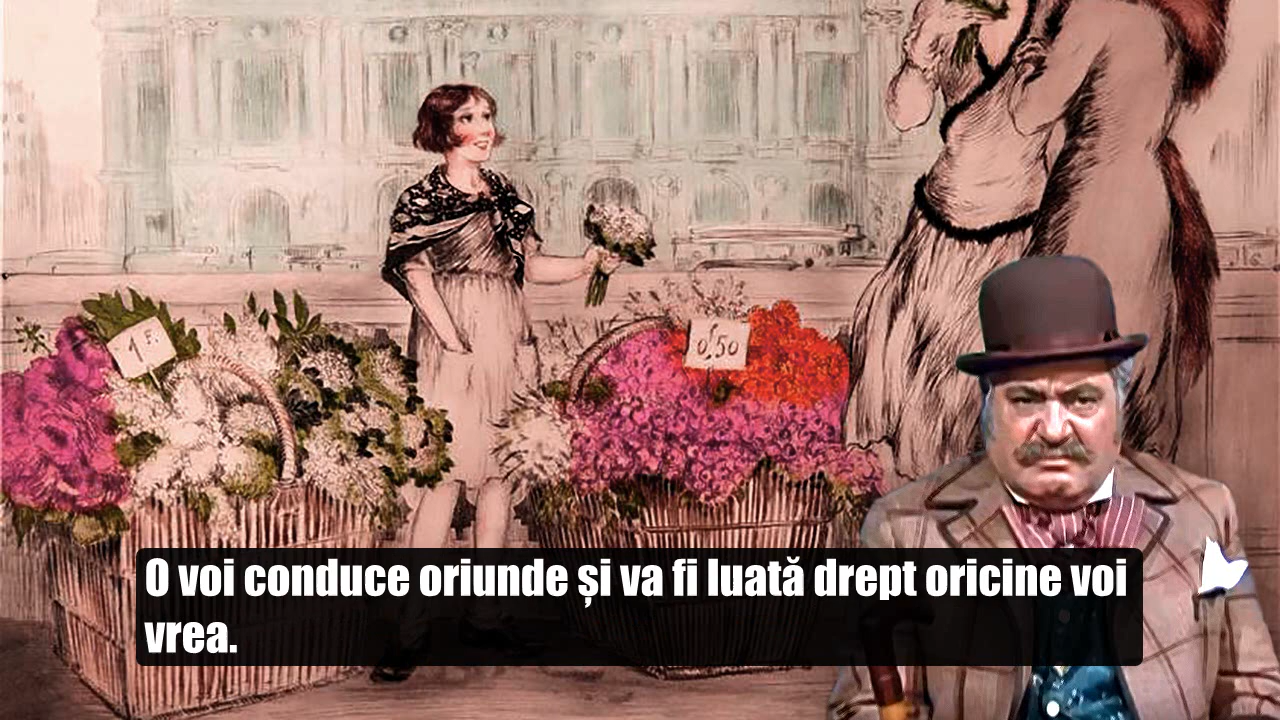 1 F.
0,50
O voi conduce oriunde și va fi luată drept oricine voi
vrea.